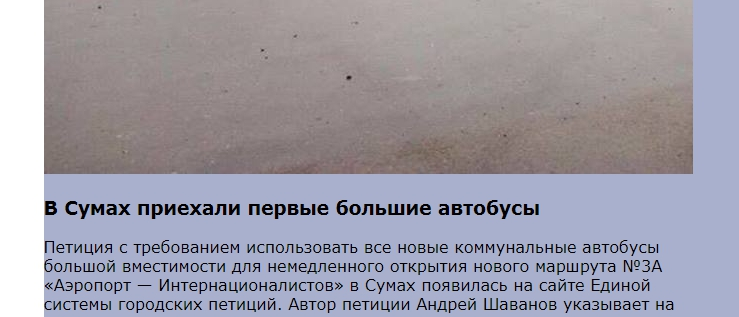 В Сумах приехали первые большие автобусы
Петиция с требованием использовать все новые коммунальные автобусы
большой вместимости для немедленного открытия нового маршрута №3А
«Аэропорт — Интернационалистов» в Сумах появилась на сайте Единой
системы городских петиций. Автор петиции Андрей Шаванов указывает на